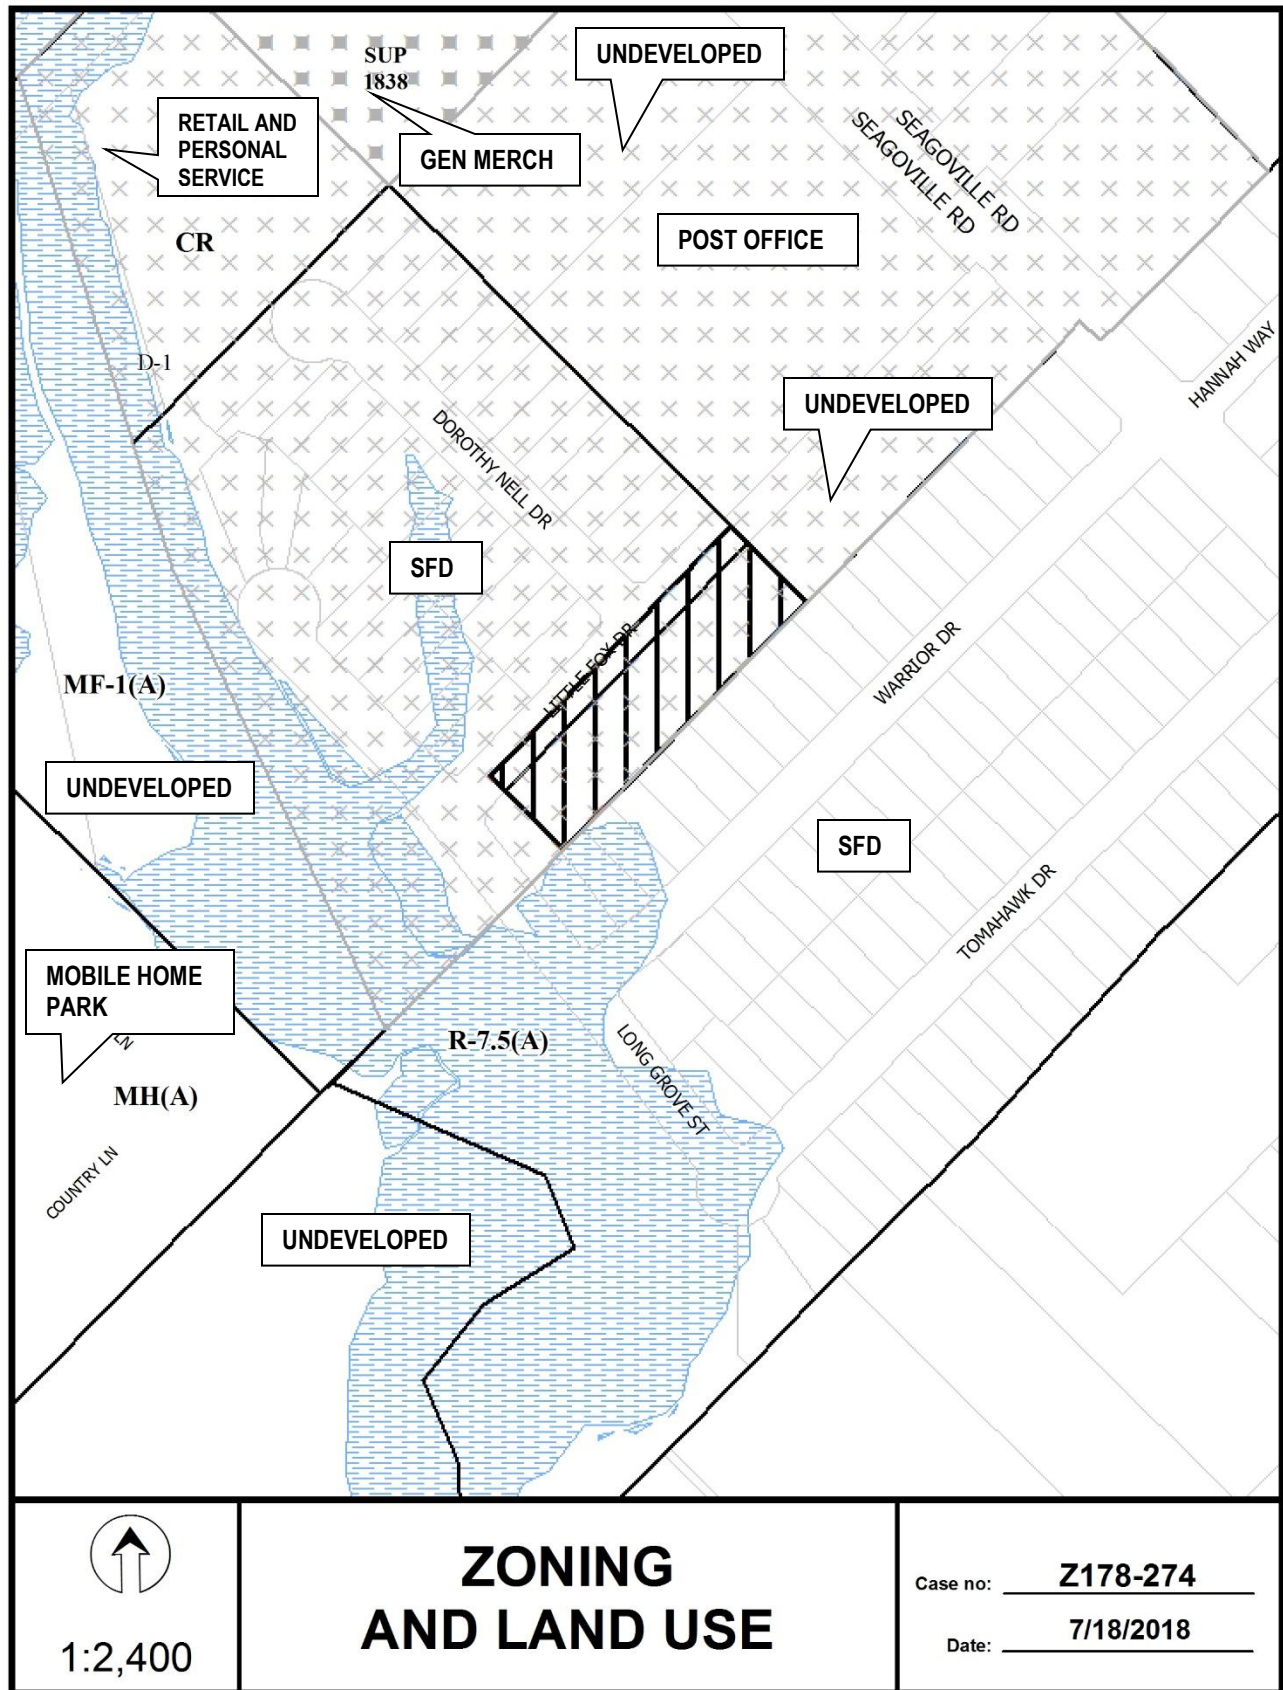 SUP
1838
UNDEVELOPED
RETAIL AND
PERSONAL
SERVICE
GEN MERCH
SEAGOVILLE RD
SEAGOVILLE RD
POST OFFICE
CR
D-1
HANNAH WAY
UNDEVELOPED
DOROTHY NELL DR
SFD
LITTLE FOX DR
WARRIOR DR
MF-1(A)
UNDEVELOPED
SFD
TOMAHAWK DR
MOBILE HOME
PARK
LN
R-7.5(A)
LONG GROVE ST
MH(A)
COUNTRY LN
UNDEVELOPED
1:2,400
ZONING
AND LAND USE
Case no: Z178-274
Date: 7/18/2018